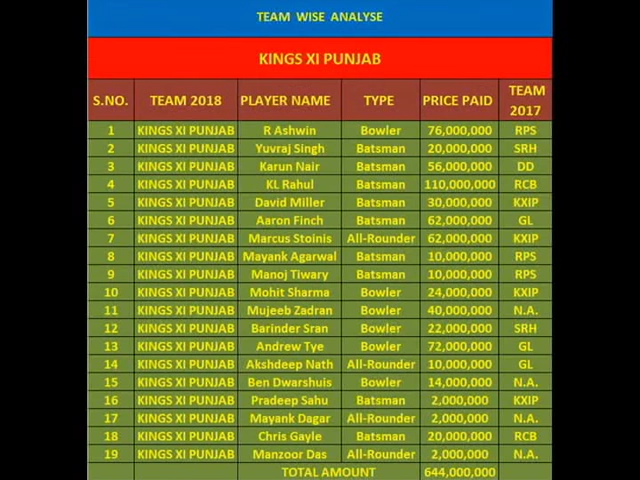 TEAM WISE ANALYSE
KINGS XI PUNJAB
S.NO. TEAM 2018 PLAYER NAME TYPE PRICE PAID TEAM 2017
1 KINGS XI PUNJAB R Ashwin Bowler 76,000,000 RPS
2 KINGS XI PUNJAB Yuvraj Singh Batsman 20,000,000 SRH
3 KINGS XI PUNJAB Karun Nair Batsman 56,000,000 DD
4 KINGS XI PUNJAB KL Rahul Batsman 110,000,000 RCB
5 KINGS XI PUNJAB David Miller Batsman 30,000,000 KXIP
6 KINGS XI PUNJAB Aaron Finch Batsman 62,000,000 GL
7 KINGS XI PUNJAB Marcus Stoinis All-Rounder 62,000,000 KXIP
8 KINGS XI PUNJAB Mayank Agarwal Batsman 10,000,000 RPS
9 KINGS XI PUNJAB Manoj Tiwary Batsman 10,000,000 RPS
10 KINGS XI PUNJAB Mohit Sharma Bowler 24,000,000 KXIP
11 KINGS XI PUNJAB Mujeeb Zadran Bowler 40,000,000 N.A.
12 KINGS XI PUNJAB Barinder Sran Bowler 22,000,000 SRH
13 KINGS XI PUNJAB Andrew Tye Bowler 72,000,000 GL
14 KINGS XI PUNJAB Akshdeep Nath All-Rounder 10,000,000 GL
15 KINGS XI PUNJAB Ben Dwarshuis Bowler 14,000,000 N.A.
16 KINGS XI PUNJAB Pradeep Sahu Batsman 2,000,000 KXIP
17 KINGS XI PUNJAB Mayank Dagar All-Rounder 2,000,000 N.A.
18 KINGS XI PUNJAB Chris Gayle Batsman 20,000,000 RCB
19 KINGS XI PUNJAB Manzoor Das All-Rounder 2,000,000 N.A.
TOTAL AMOUNT 644,000,000